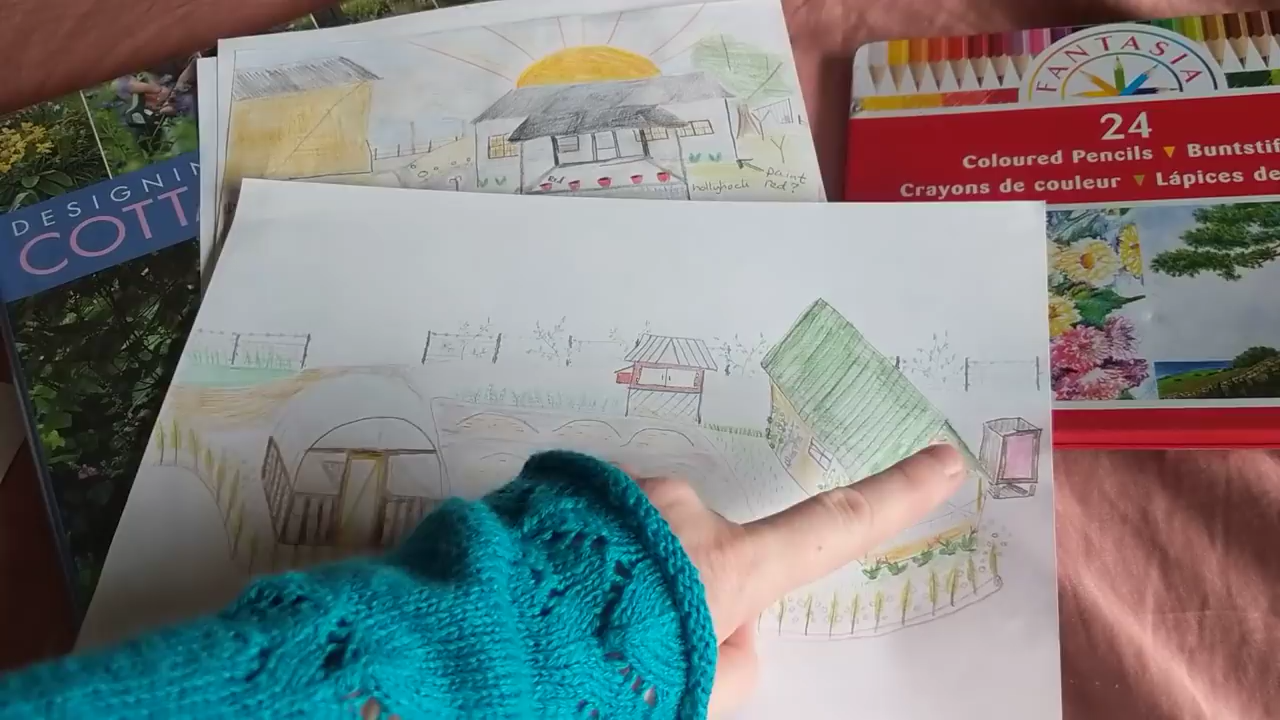 DESIGNIN
COTT
paint
red?
hollyhock
Red
FANTASIA
24
Coloured Pencils ▼ Buntstif
Crayons de couleur ▼ Lápices de